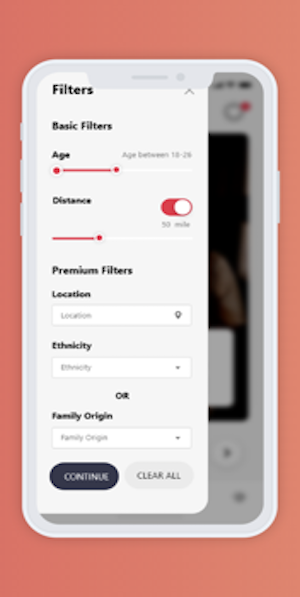 Filters
Basic Filters
Age Age between 18-26
Distance
50 mile
Premium Filters
Location
Location
Ethnicity
Ethnicity
OR
Family Origin
Family Origin
CONTINUE CLEAR ALL